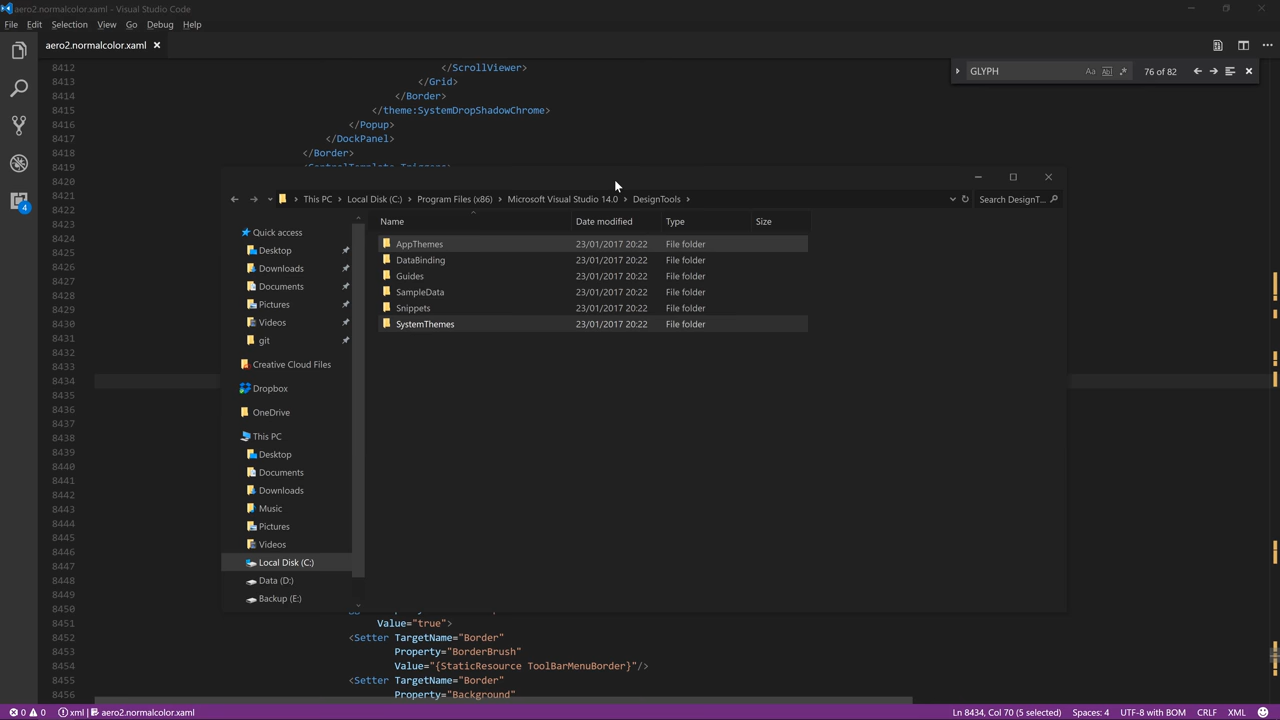 aero2.normalcolor.xaml - Visual Studio Code
File Edit Selection View Go Debug Help
aero2.normalcolor.xaml
GLYPH Aa Abl .* 76 of 82
8412 </ScrollViewer>
8413 </Grid>
8414 </Border>
8415 </theme:SystemDropShadowChrome>
8416 </Popup>
8417 </DockPanel>
8418 </Border>
8419 <ControlTemplate.Triggers>
8420
8421
8422
8423
8424
8425
8426
8427
8428
8429
8430
8431
8432
8433
8434
8435
8436
8437
8438
8439
8440
8441
8442
8443
8444
8445
8446
8447
8448
8449
8450
8451 Value="true">
8452 <Setter TargetName="Border"
8453 Property="BorderBrush"
8454 Value="{StaticResource ToolBarMenuBorder}"/>
8455 <Setter TargetName="Border"
8456 Property="Background"
This PC > Local Disk (C:) > Program Files (x86) > Microsoft Visual Studio 14.0 > DesignTools >
Search DesignT...
Name Date modified Type Size
AppThemes 23/01/2017 20:22 File folder
DataBinding 23/01/2017 20:22 File folder
Guides 23/01/2017 20:22 File folder
SampleData 23/01/2017 20:22 File folder
Snippets 23/01/2017 20:22 File folder
SystemThemes 23/01/2017 20:22 File folder
Quick access
Desktop
Downloads
Documents
Pictures
Videos
git
Creative Cloud Files
Dropbox
OneDrive
This PC
Desktop
Documents
Downloads
Music
Pictures
Videos
Local Disk (C:)
Data (D:)
Backup (E:)
4
0 0 xml aero2.normalcolor.xaml
Ln 8434, Col 70 (5 selected) Spaces: 4 UTF-8 with BOM CRLF XML